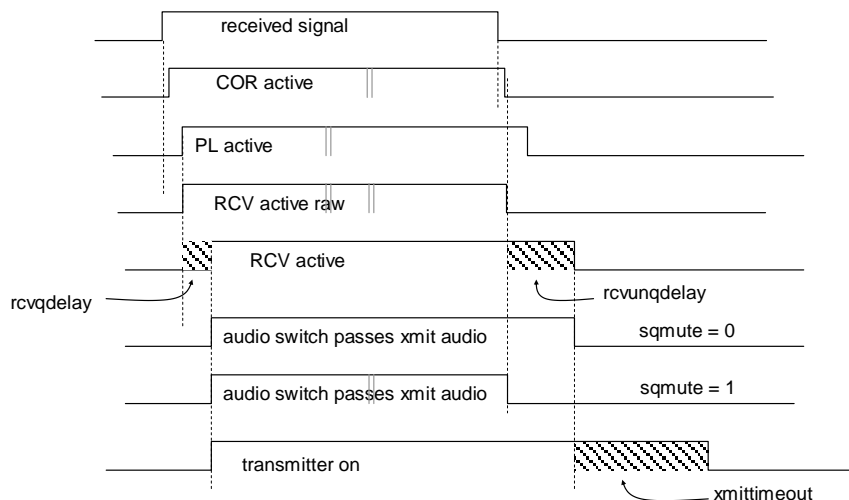 received signal
COR active
PL active
RCV active raw
RCV active
rcvqdelay
rcvunqdelay
audio switch passes xmit audio
sqmute = 0
audio switch passes xmit audio
sqmute = 1
transmitter on
xmittimeout